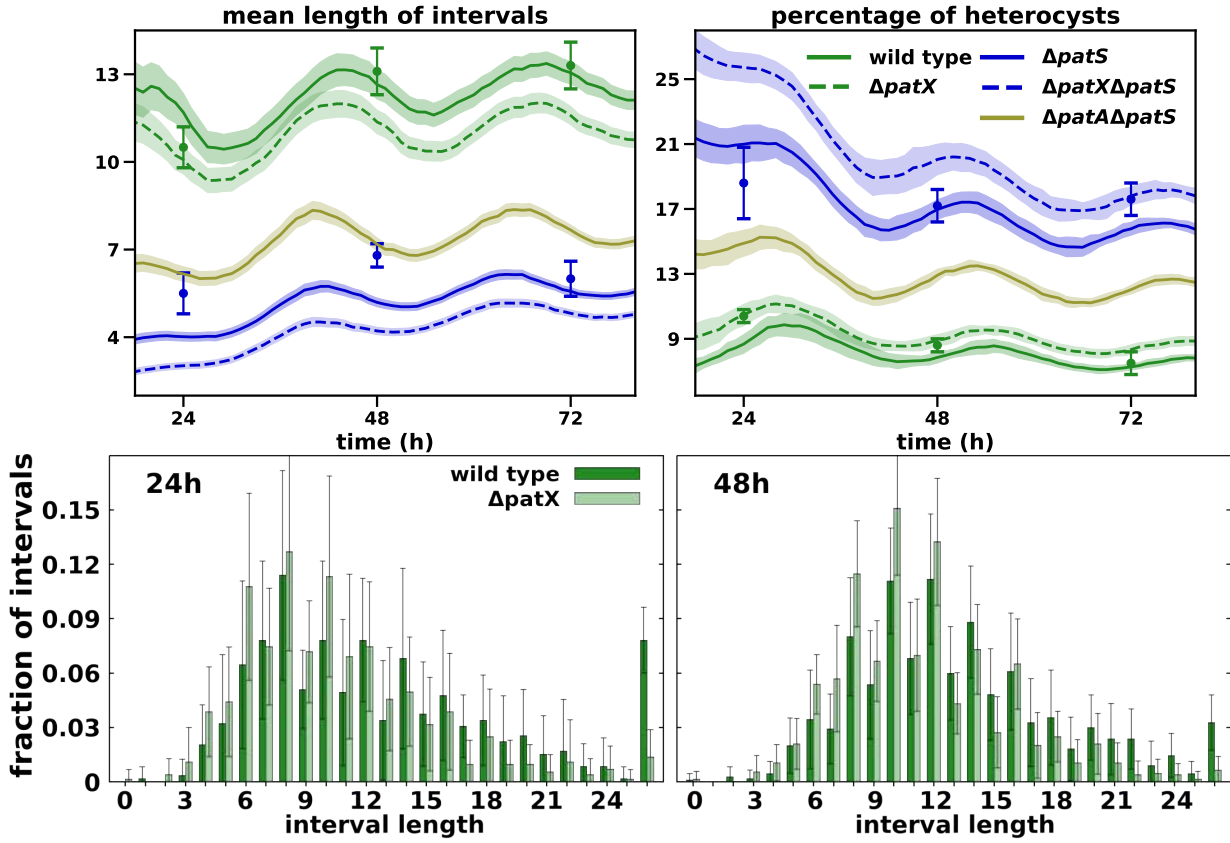 mean length of intervals
13
10
7
4
24 48 72
time (h)
percentage of heterocysts
wild type
ΔpatX
ΔpatS
ΔpatXΔpatS
ΔpatAΔpatS
25
21
17
13
9
24 48 72
time (h)
fraction of intervals
24h
wild type
ΔpatX
0.15
0.12
0.09
0.06
0.03
0
0 3 6 9 12 15 18 21 24
interval length
48h
0 3 6 9 12 15 18 21 24
interval length